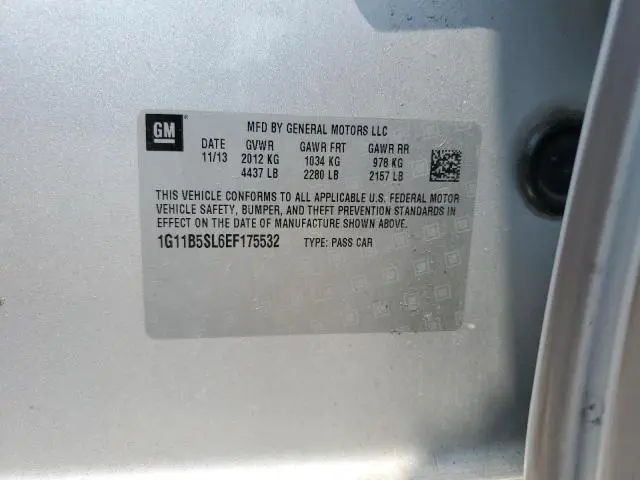 GM ®
MFD BY GENERAL MOTORS LLC
DATE GVWR GAWR FRT GAWR RR
11/13 2012 KG 1034 KG 978 KG
4437 LB 2280 LB 2157 LB
THIS VEHICLE CONFORMS TO ALL APPLICABLE U.S. FEDERAL MOTOR
VEHICLE SAFETY, BUMPER, AND THEFT PREVENTION STANDARDS IN
EFFECT ON THE DATE OF MANUFACTURE SHOWN ABOVE.
1G11B5SL6EF175532 TYPE: PASS CAR